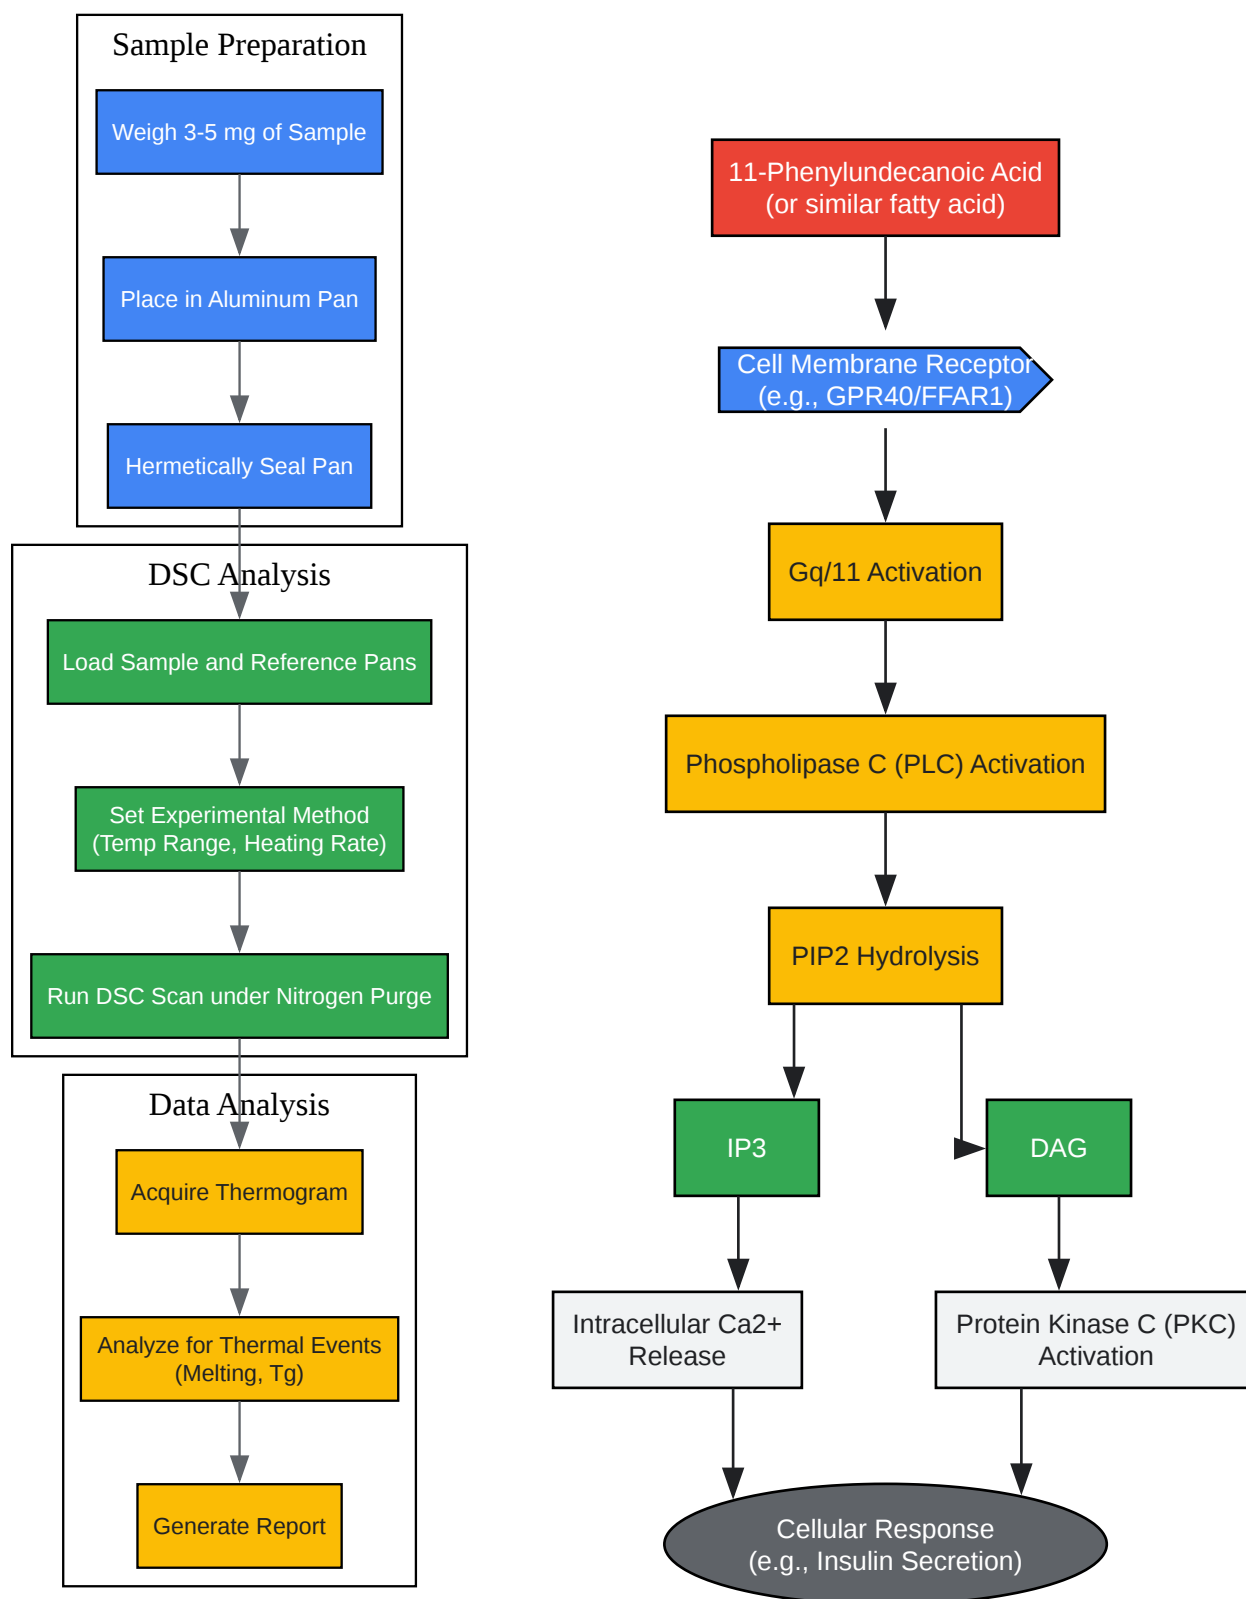 Sample Preparation
Weigh 3-5 mg of Sample
Place in Aluminum Pan
Hermetically Seal Pan
DSC Analysis
Load Sample and Reference Pans
Set Experimental Method
(Temp Range, Heating Rate)
Run DSC Scan under Nitrogen Purge
Data Analysis
Acquire Thermogram
Analyze for Thermal Events
(Melting, Tg)
Generate Report
11-Phenylundecanoic Acid
(or similar fatty acid)
Cell Membrane Receptor
(e.g., GPR40/FFAR1)
Gq/11 Activation
Phospholipase C (PLC) Activation
PIP2 Hydrolysis
IP3
DAG
Intracellular Ca2+
Release
Protein Kinase C (PKC)
Activation
Cellular Response
(e.g., Insulin Secretion)